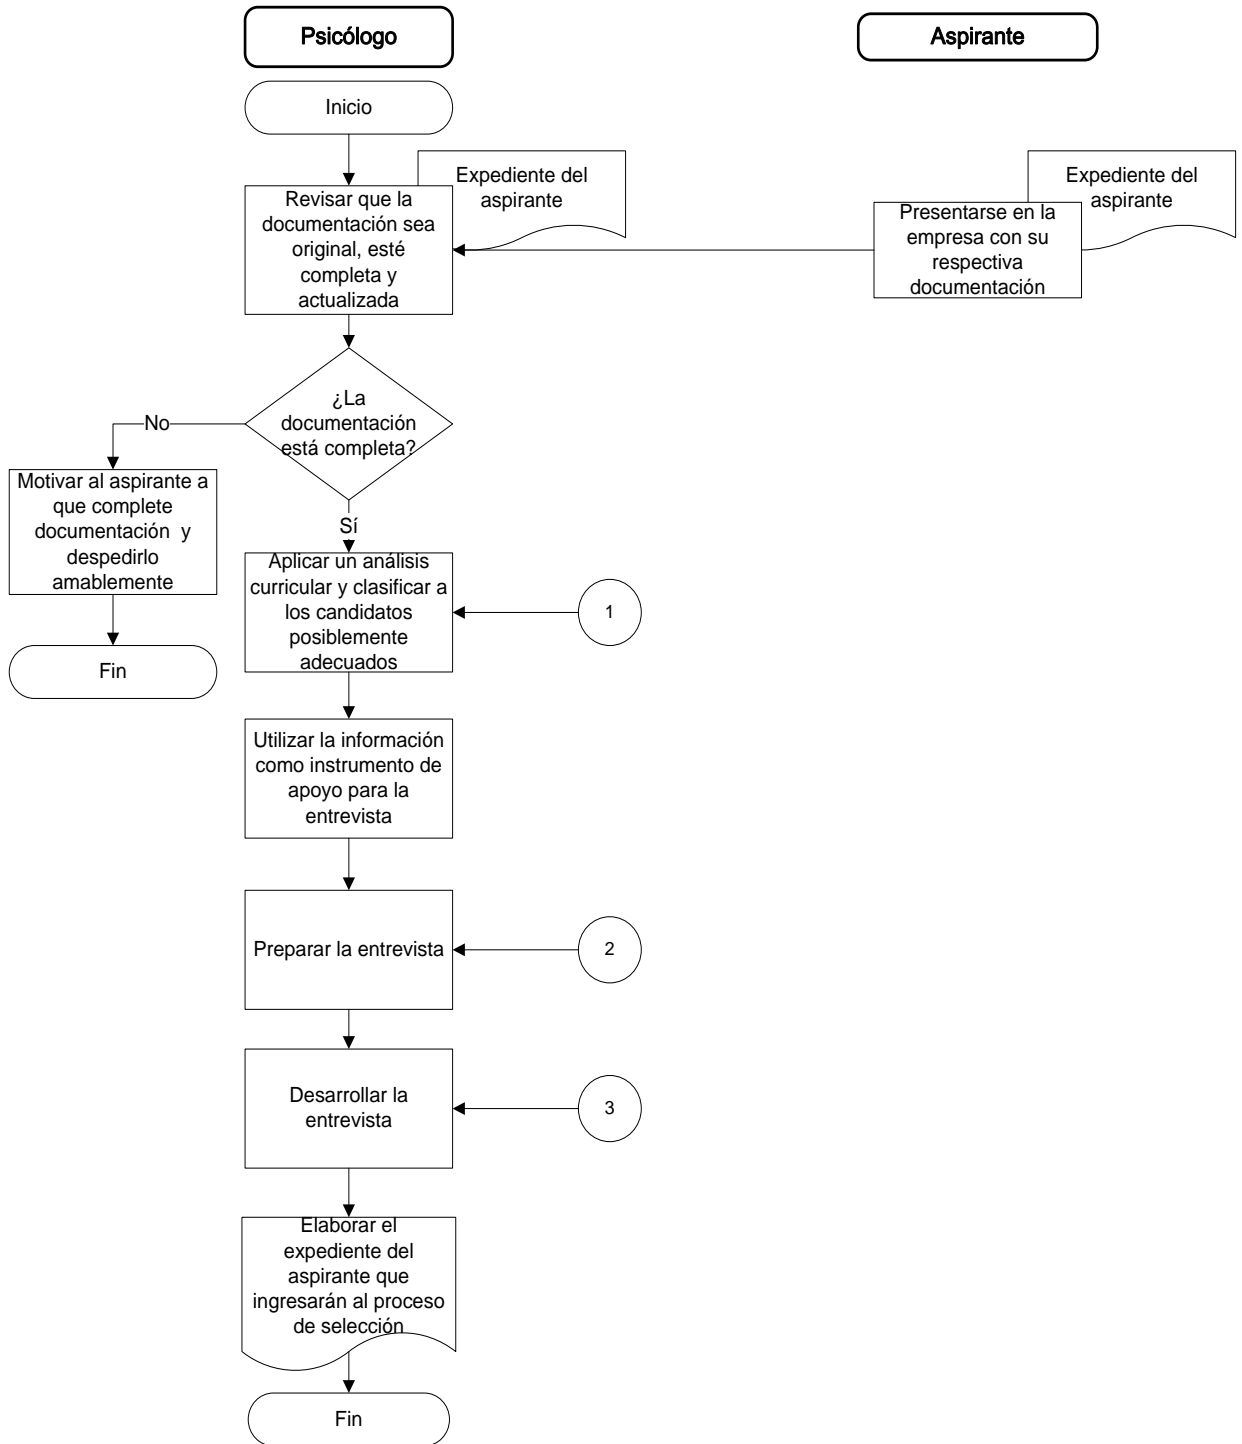 Psicólogo
Aspirante
Inicio
Expediente del
aspirante
Expediente del
aspirante
Revisar que la
documentación sea
original, esté
completa y
actualizada
Presentarse en la
empresa con su
respectiva
documentación
¿La
documentación
está completa?
No
Motivar al aspirante a
que complete
documentación y
despedirlo
amablemente
Fin
Sí
Aplicar un análisis
curricular y clasificar a
los candidatos
posiblemente
adecuados
1
Utilizar la información
como instrumento de
apoyo para la
entrevista
Preparar la entrevista
2
Desarrollar la
entrevista
3
Elaborar el
expediente del
aspirante que
ingresarán al proceso
de selección
Fin